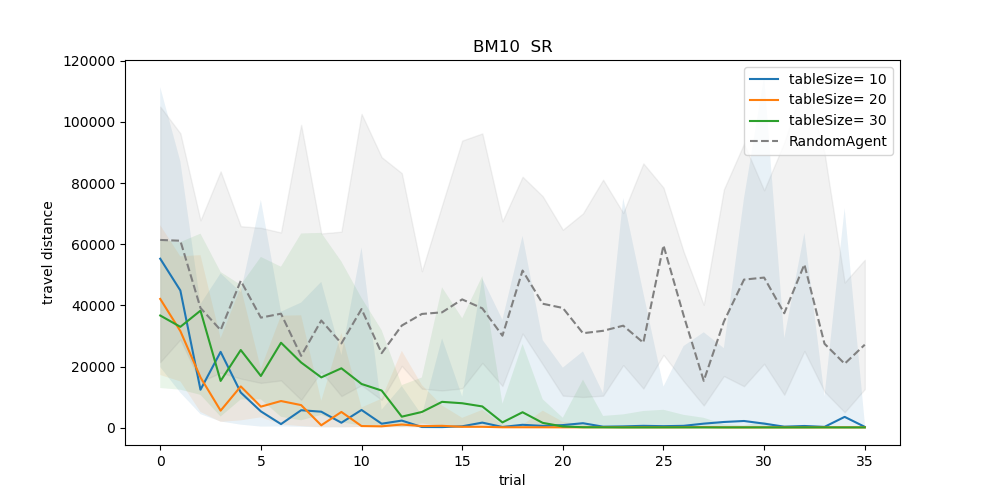 BM10  SR
120000
100000
80000
60000
40000
20000
0
travel distance
0 5 10 15 20 25 30 35
trial
tableSize= 10
tableSize= 20
tableSize= 30
RandomAgent